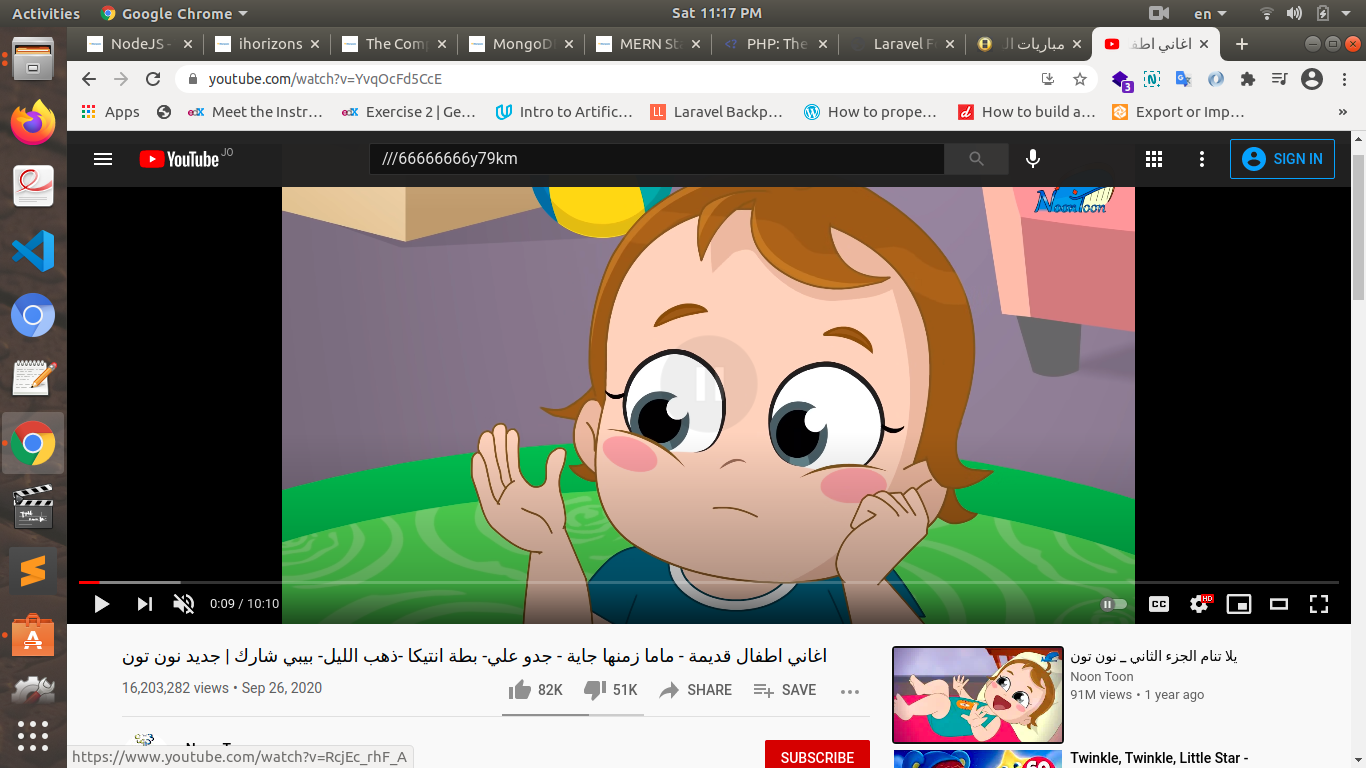 Activities Google Chrome Sat 11:17 PM en
NodeJS - ihorizons The Comp MongoD MERN Sta PHP: The Laravel F مباريات ال اغاني اطف
youtube.com/watch?v=YvqOcFd5CcE
Apps Meet the Instr… Exercise 2 | Ge… Intro to Artific… Laravel Backp… How to prope… How to build a… Export or Imp… »
YouTube JO ///66666666y79km SIGN IN
NoonToon
0:09 / 10:10 CC HD
اغاني اطفال قديمة - ماما زمنها جاية - جدو علي- بطة انتيكا -ذهب الليل- بيبي شارك | جديد نون تون
16,203,282 views • Sep 26, 2020 82K 51K SHARE SAVE
SUBSCRIBE
يلا تنام الجزء الثاني _ نون تون
Noon Toon
91M views • 1 year ago
Twinkle, Twinkle, Little Star -
https://www.youtube.com/watch?v=RcjEc_rhF_A